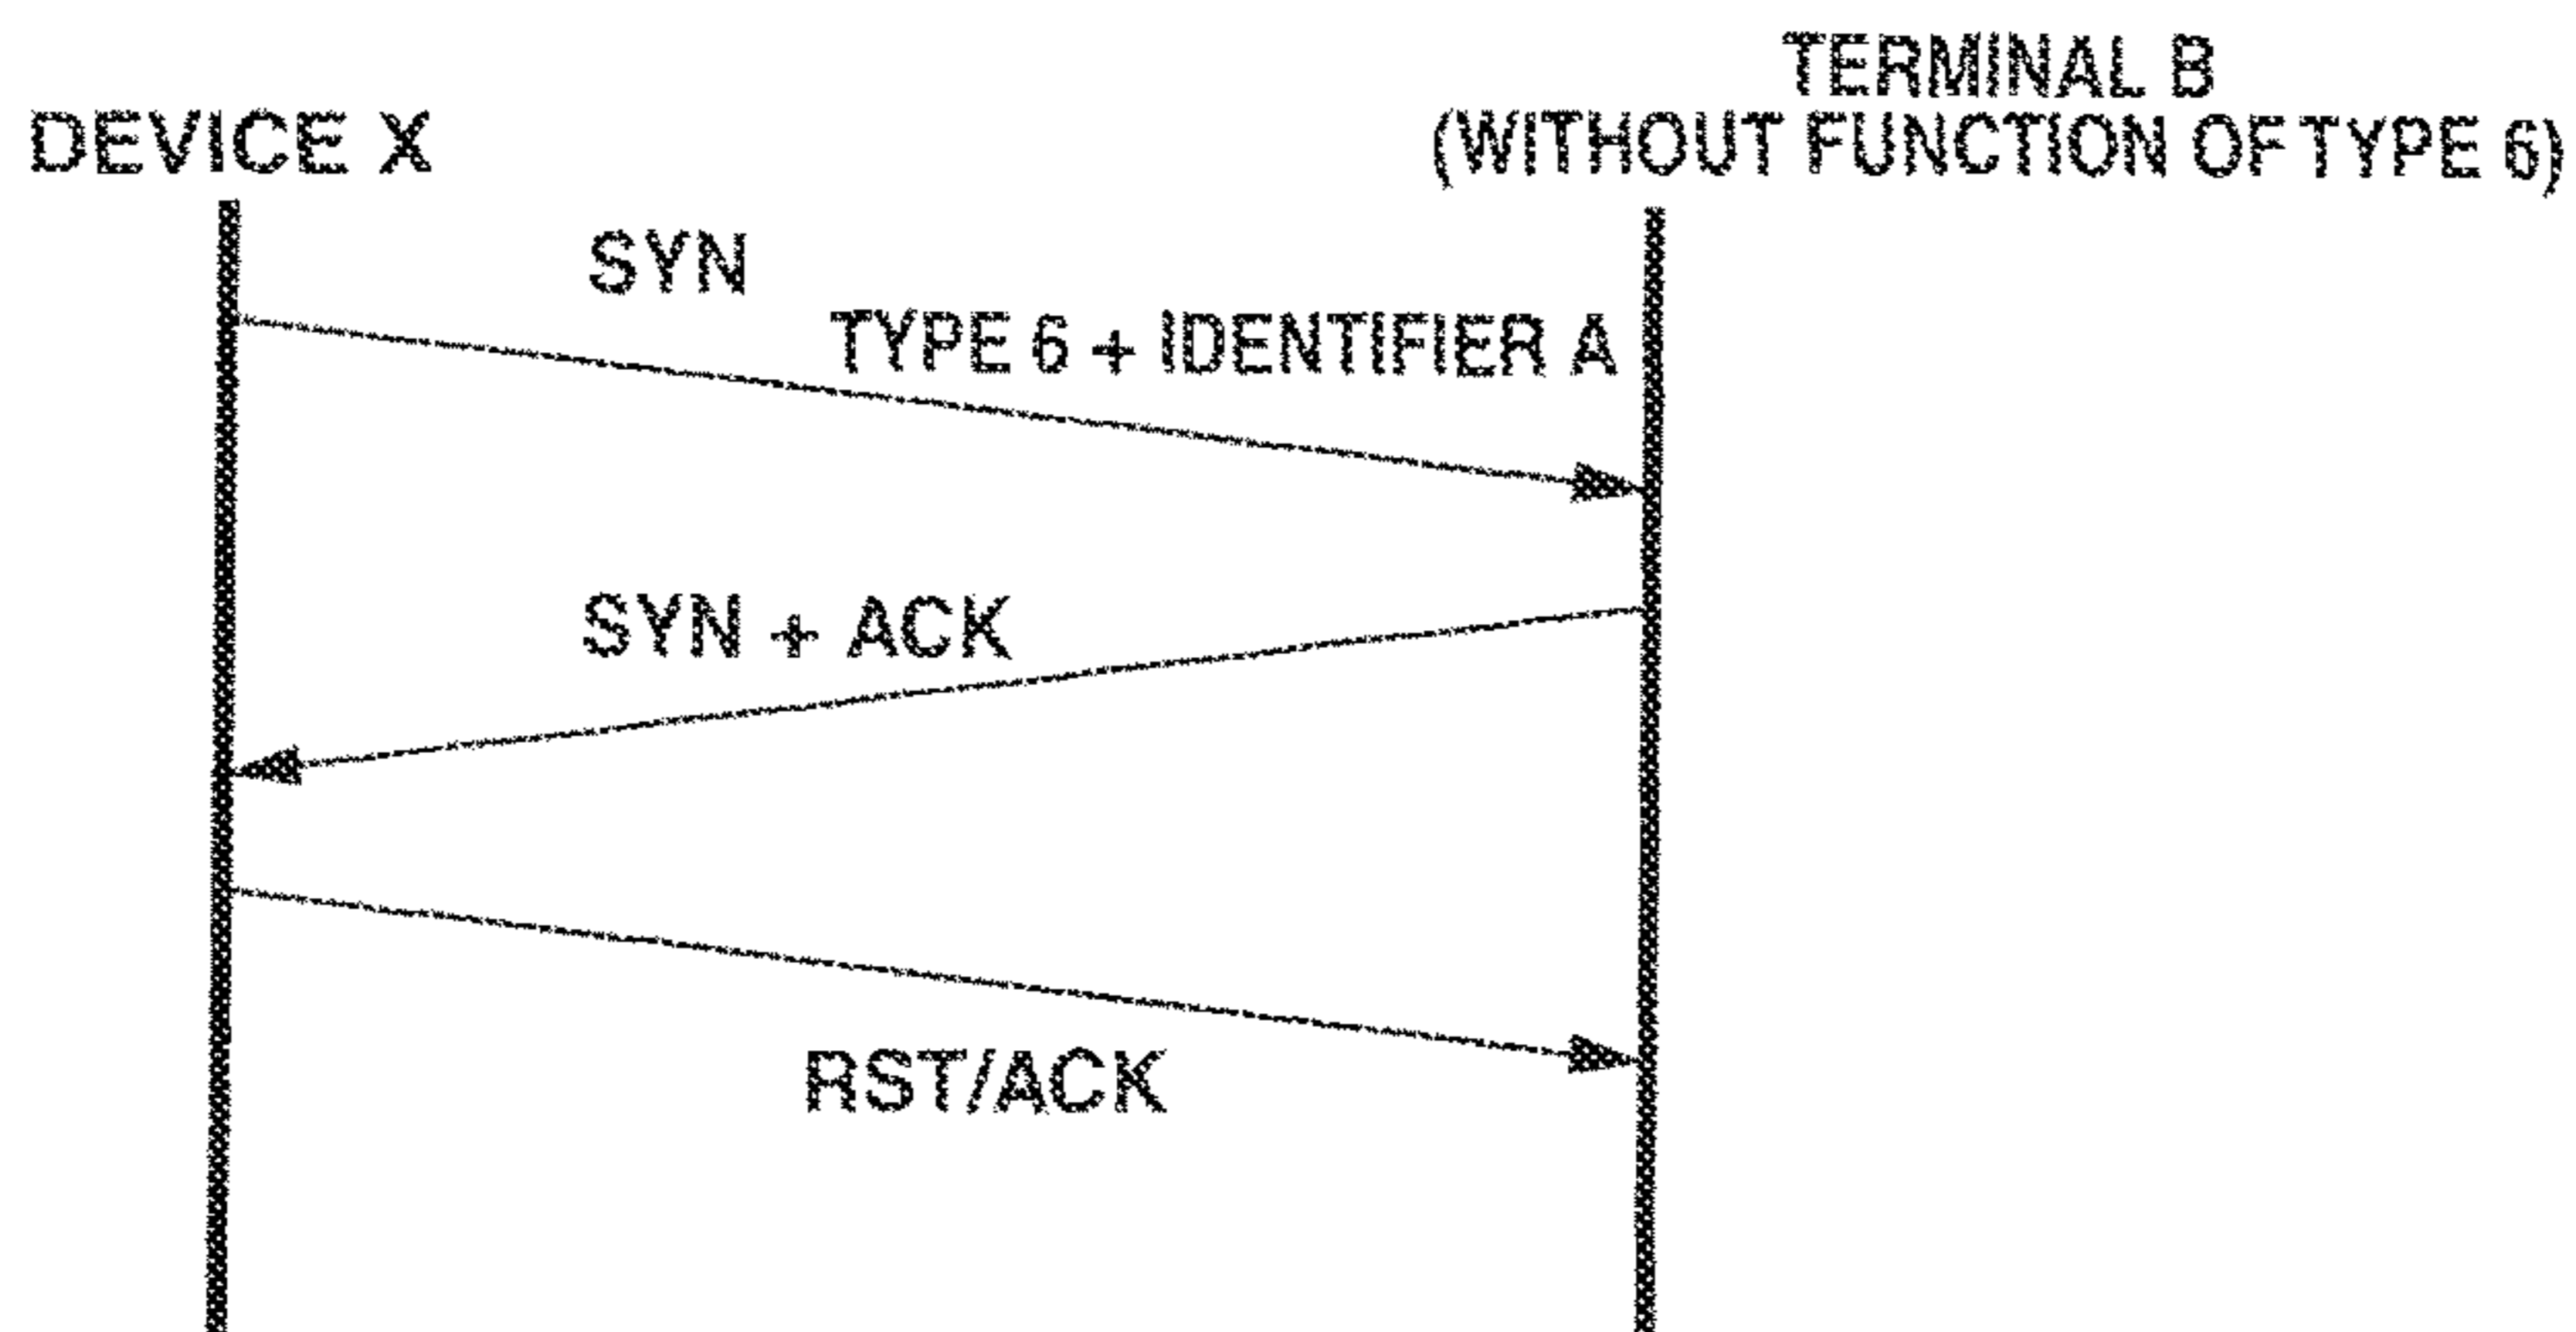 TERMINAL B
DEVICE X
(WITHOUT FUNCTION OF TYPE 6)
SYN
TYPE 6 + IDENTIFIER A
SYN + ACK
RST/ACK